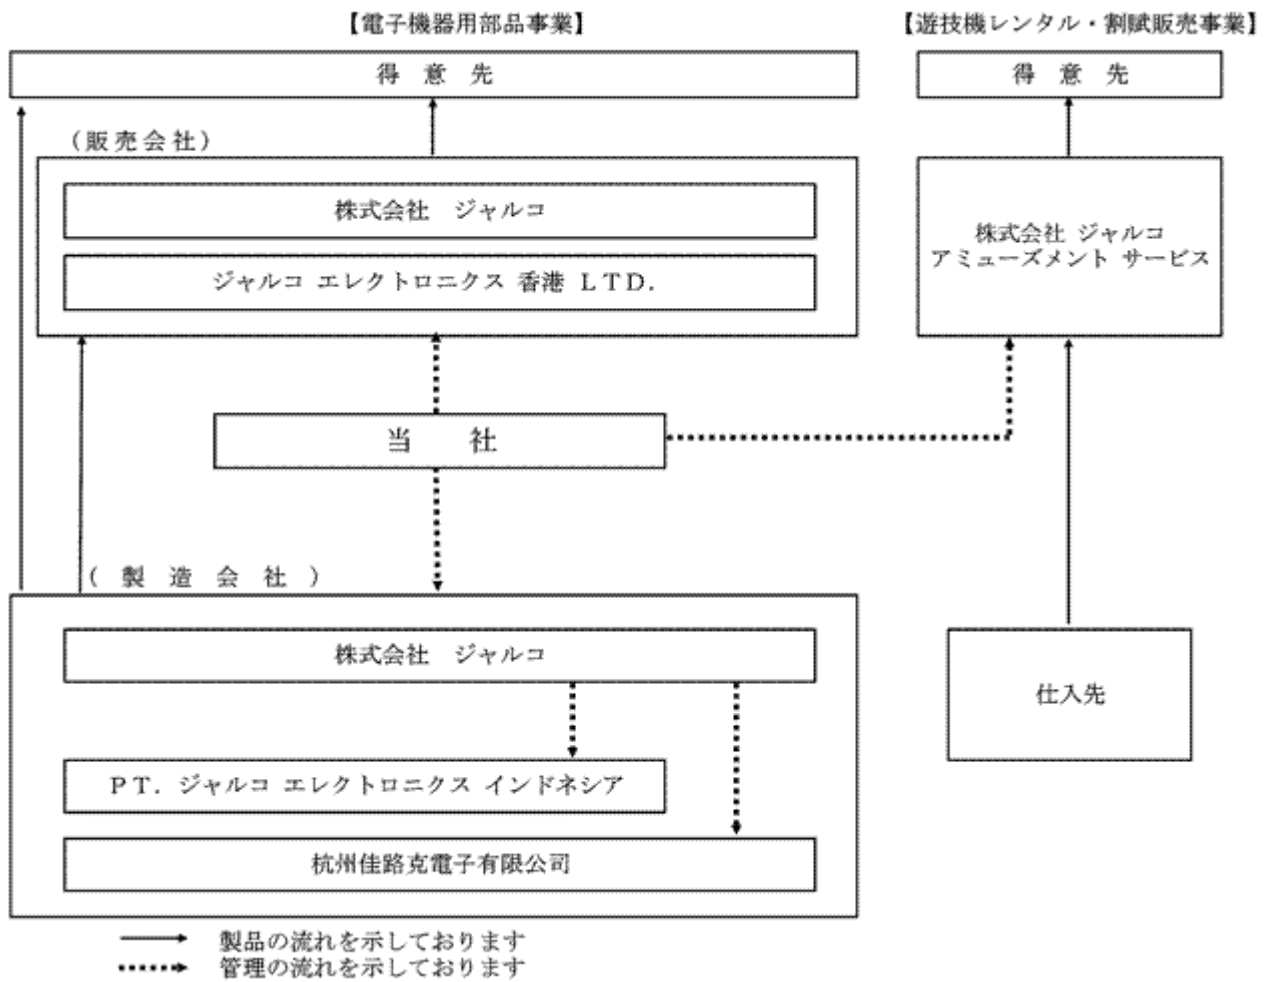 【電子機器用部品事業】
【遊技機レンタル・割賦販売事業】
得 意 先
得 意 先
(販売会社)
株式会社 ジャルコ
ジャルコ エレクトロニクス 香港 LTD.
株式会社 ジャルコ
アミューズメント サービス
当 社
( 製 造 会 社 )
株式会社 ジャルコ
PT. ジャルコ エレクトロニクス インドネシア
杭州佳路克電子有限公司
仕入先
製品の流れを示しております
管理の流れを示しております